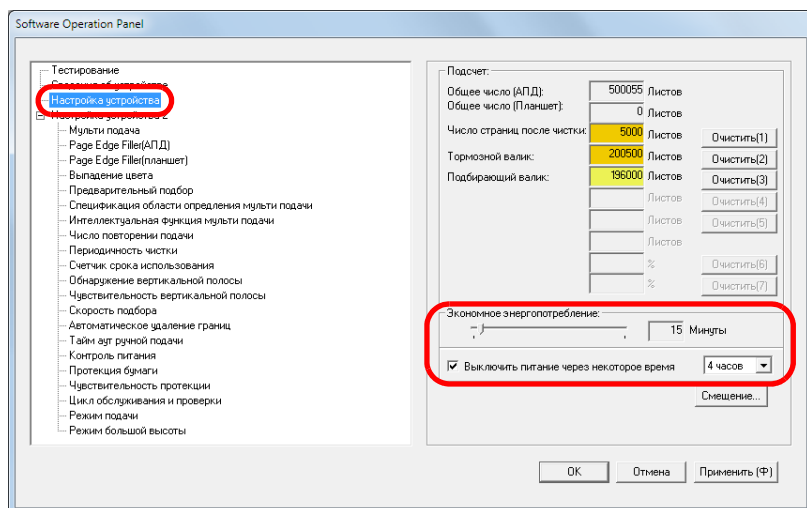 Software Operation Panel
Тестирование
Сведения об устройстве
Настройка устройства
Настройка устройства 2
Мульти подача
Page Edge Filler(АПД)
Page Edge Filler(планшет)
Выпадение цвета
Предварительный подбор
Спецификация области опредления мульти подачи
Интеллектуальная функция мульти подачи
Число повторении подачи
Периодичность чистки
Счетчик срока использования
Обнаружение вертикальной полосы
Чувствительность вертикальной полосы
Скорость подбора
Автоматическое удаление границ
Тайм аут ручной подачи
Контроль питания
Протекция бумаги
Чувствительность протекции
Цикл обслуживания и проверки
Режим подачи
Режим большой высоты
Подсчет:
Общее число (АПД): 500055 Листов
Общее число (Планшет): 0 Листов
Число страниц после чистки: 5000 Листов Очистить(1)
Тормозной валик: 200500 Листов Очистить(2)
Подбирающий валик: 196000 Листов Очистить(3)
Листов Очистить(4)
Листов Очистить(5)
Листов
% Очистить(6)
% Очистить(7)
Экономное энергопотребление:
15 Минуты
Выключить питание через некоторое время 4 часов
Смещение...
OK Отмена Применить (Ф)